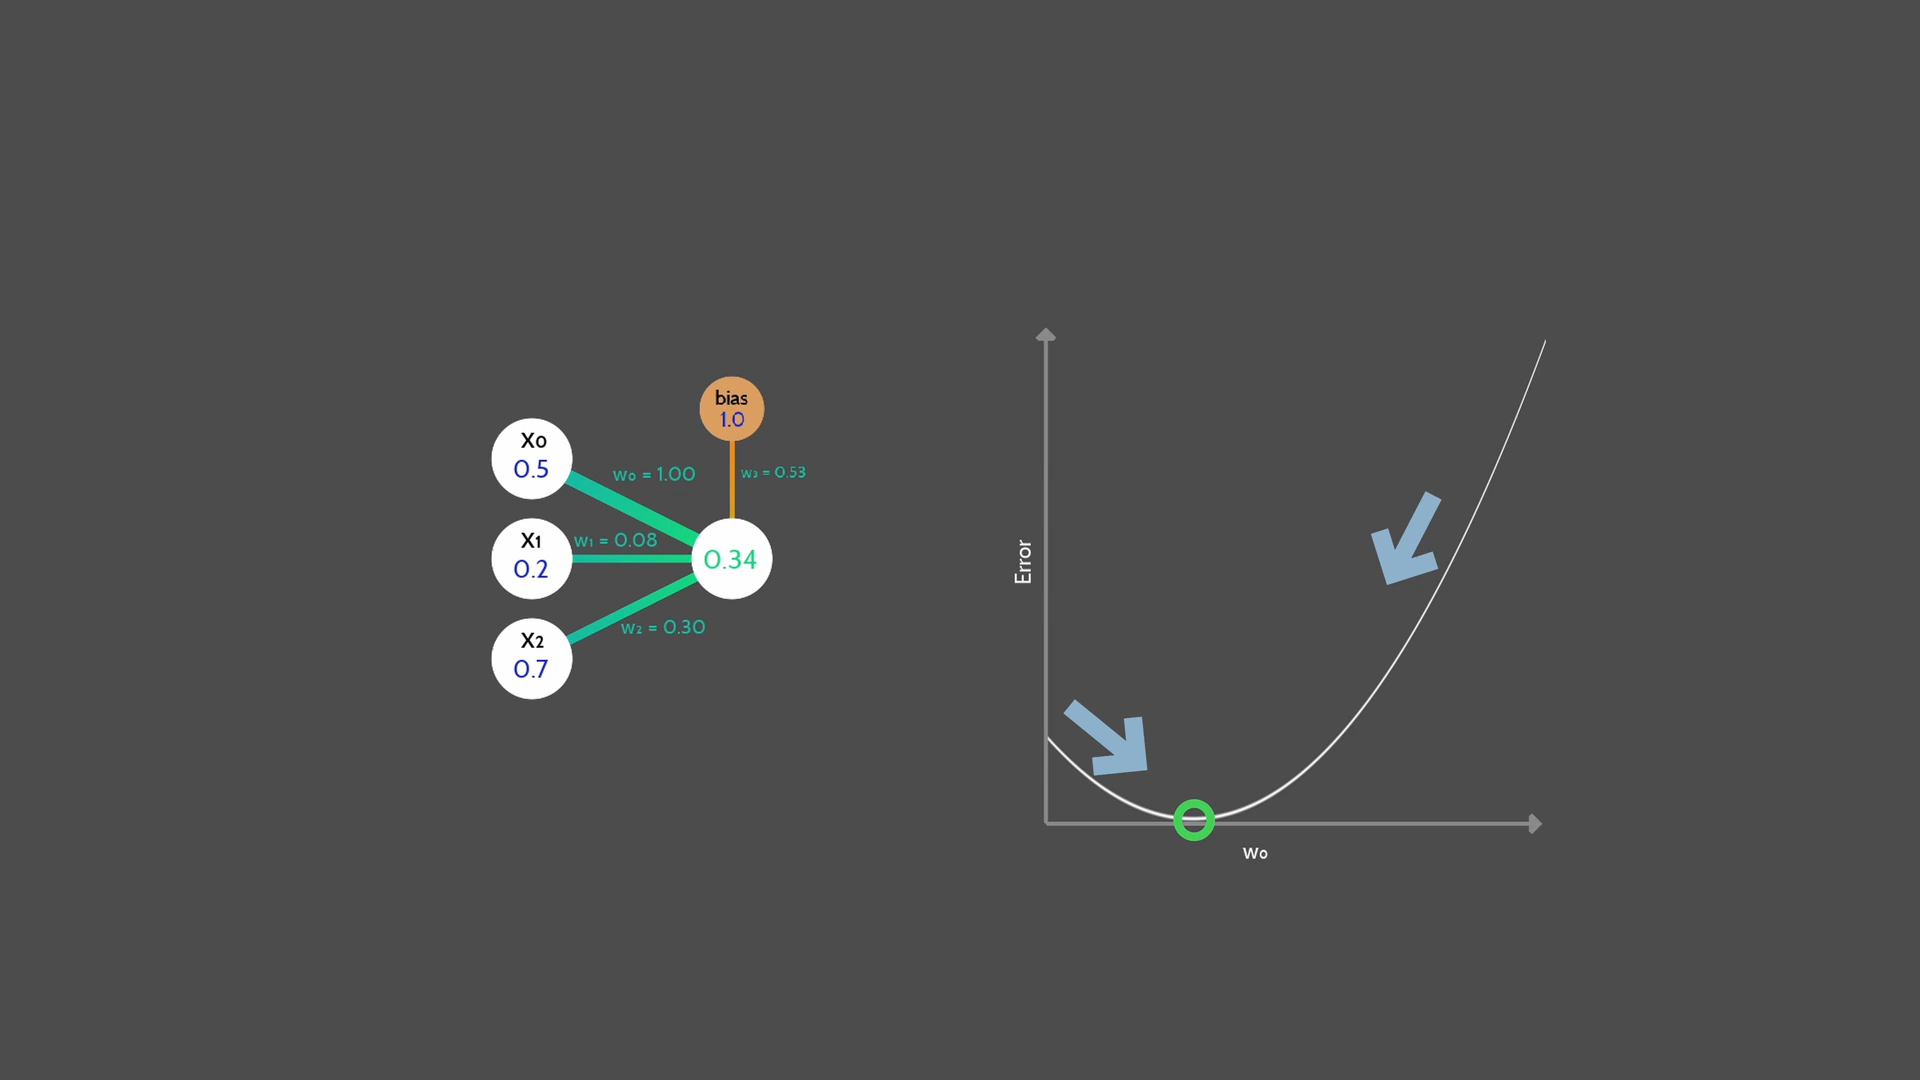 bias
1.0
X0
0.5
w0 = 1.00
w3 = 0.53
X1
0.2
w1 = 0.08
0.34
X2
0.7
w2 = 0.30
Error
w0